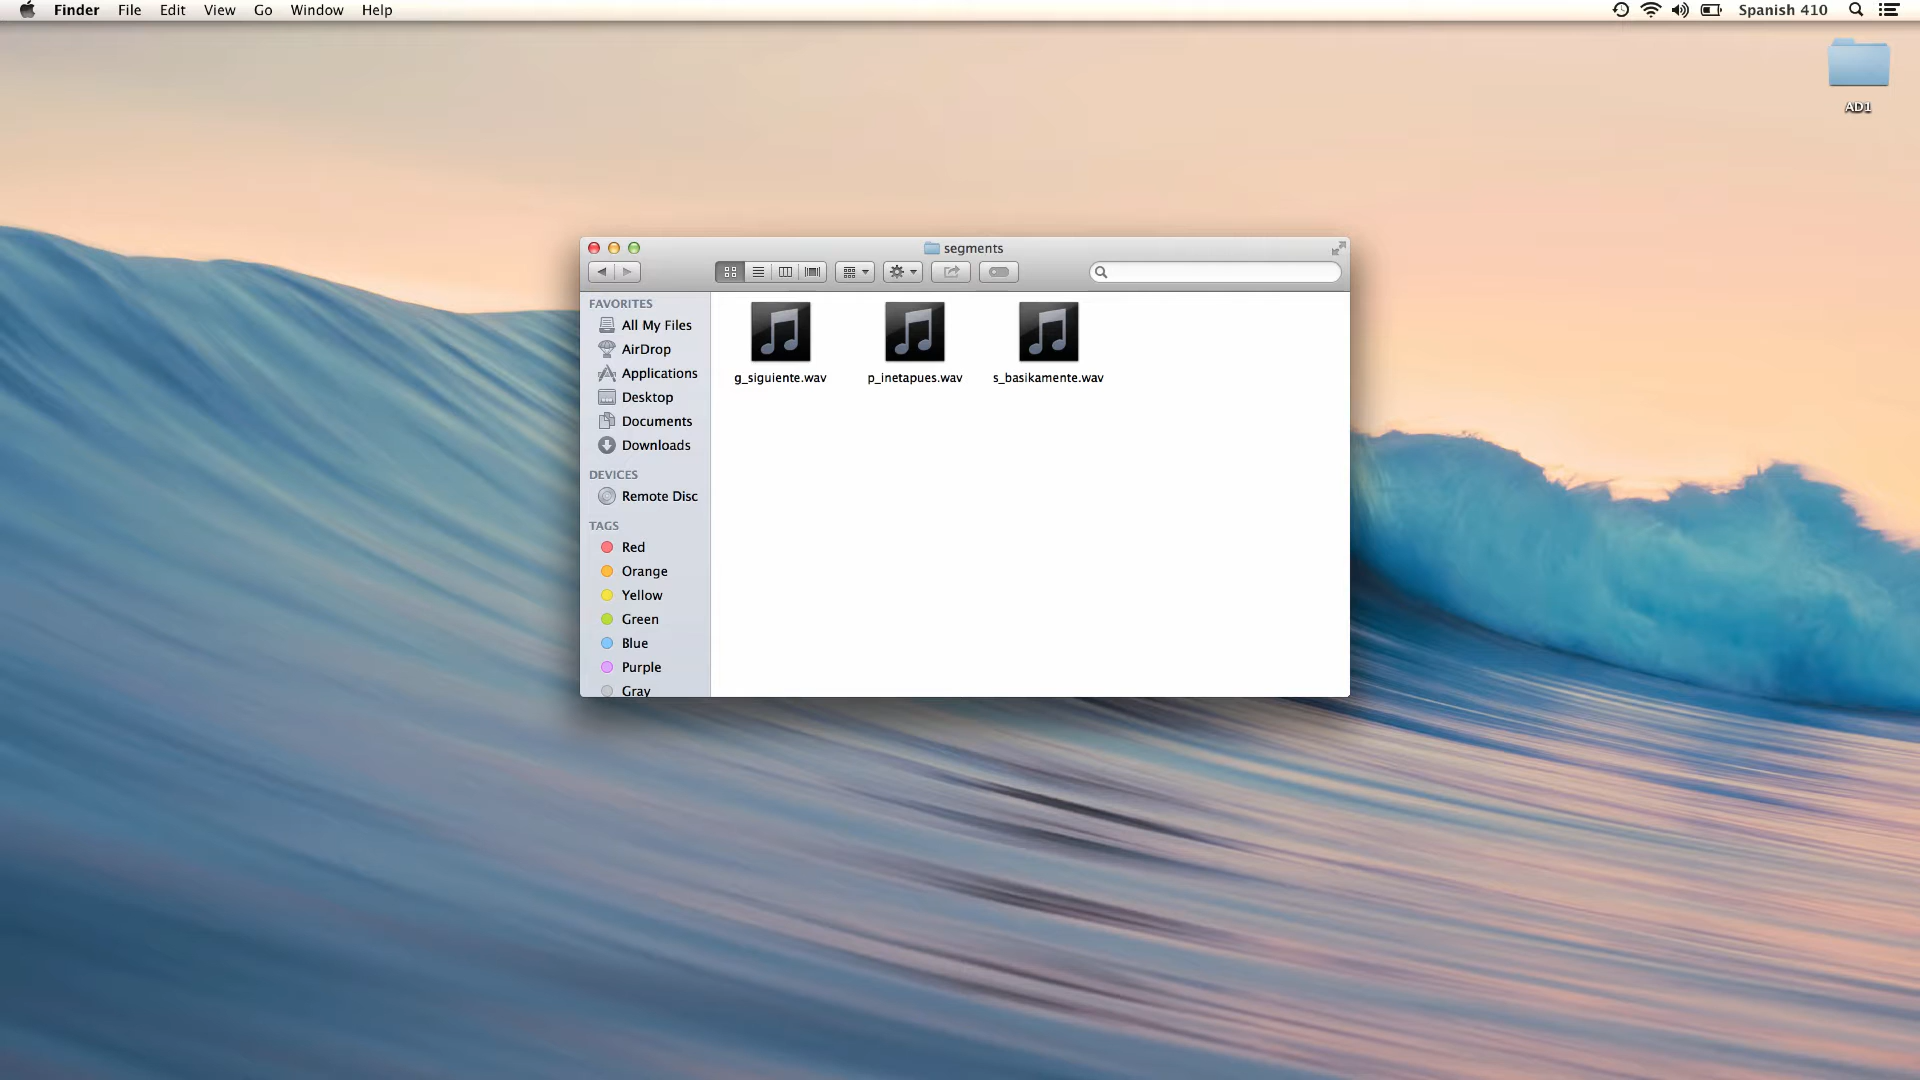 Finder File Edit View Go Window Help Spanish 410
AD1
segments
FAVORITES
All My Files
AirDrop
Applications
Desktop
Documents
Downloads
DEVICES
Remote Disc
TAGS
Red
Orange
Yellow
Green
Blue
Purple
Gray
g_siguiente.wav p_inetapues.wav s_basikamente.wav